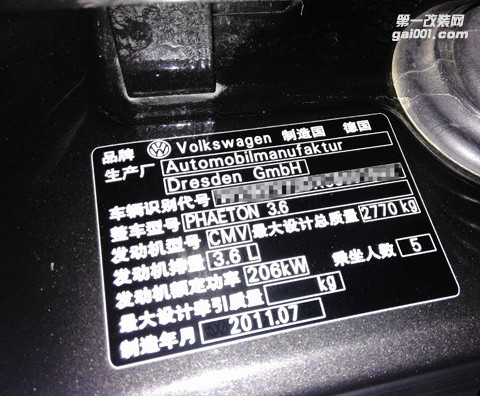 第一改装网
gai001.com
品牌 Volkswagen 制造国 德国
生产厂 Automobilmanufaktur
Dresden GmbH
车辆识别代号
整车型号 PHAETON 3.6
发动机型号 CMV 最大设计总质量 2770 kg
发动机排量 3.6 L 乘坐人数 5
发动机额定功率 206kW
最大设计牵引质量 kg
制造年月 2011.07